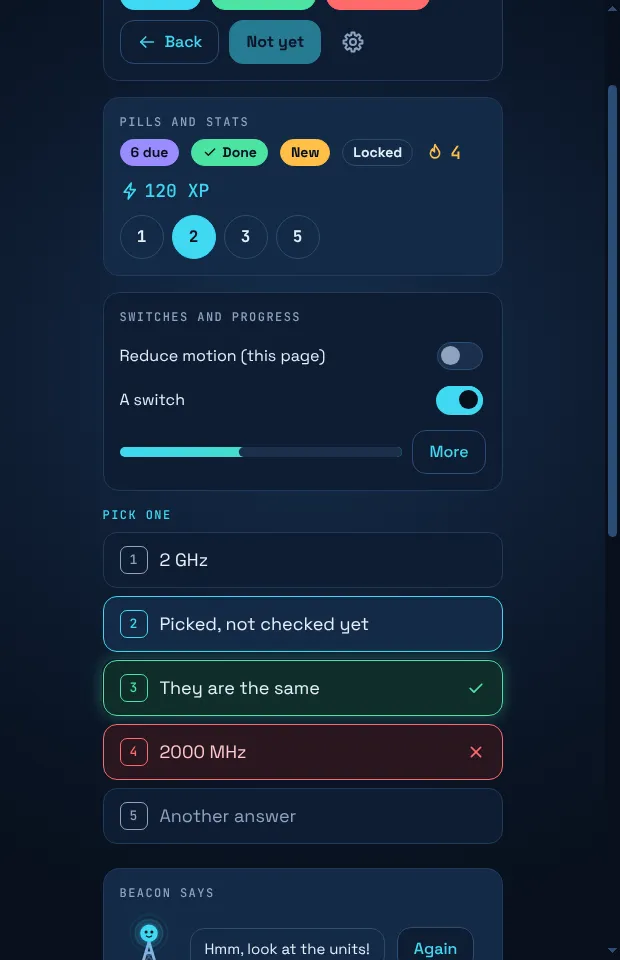 Back Not yet
PILLS AND STATS
6 due Done New Locked 4
120 XP
1 2 3 5
SWITCHES AND PROGRESS
Reduce motion (this page)
A switch
More
PICK ONE
1 2 GHz
2 Picked, not checked yet
3 They are the same
4 2000 MHz
5 Another answer
BEACON SAYS
Hmm, look at the units! Again